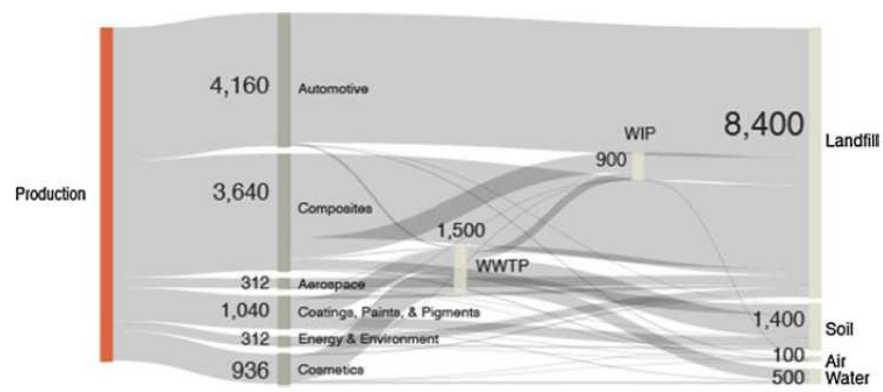 Production
4,160 Automotive
3,640 Composites
312 Aerospace
1,040 Coatings, Paints, & Pigments
312 Energy & Environment
936 Cosmetics
1,500
WWTP
WIP
900
8,400 Landfill
1,400 Soil
100 Air
500 Water